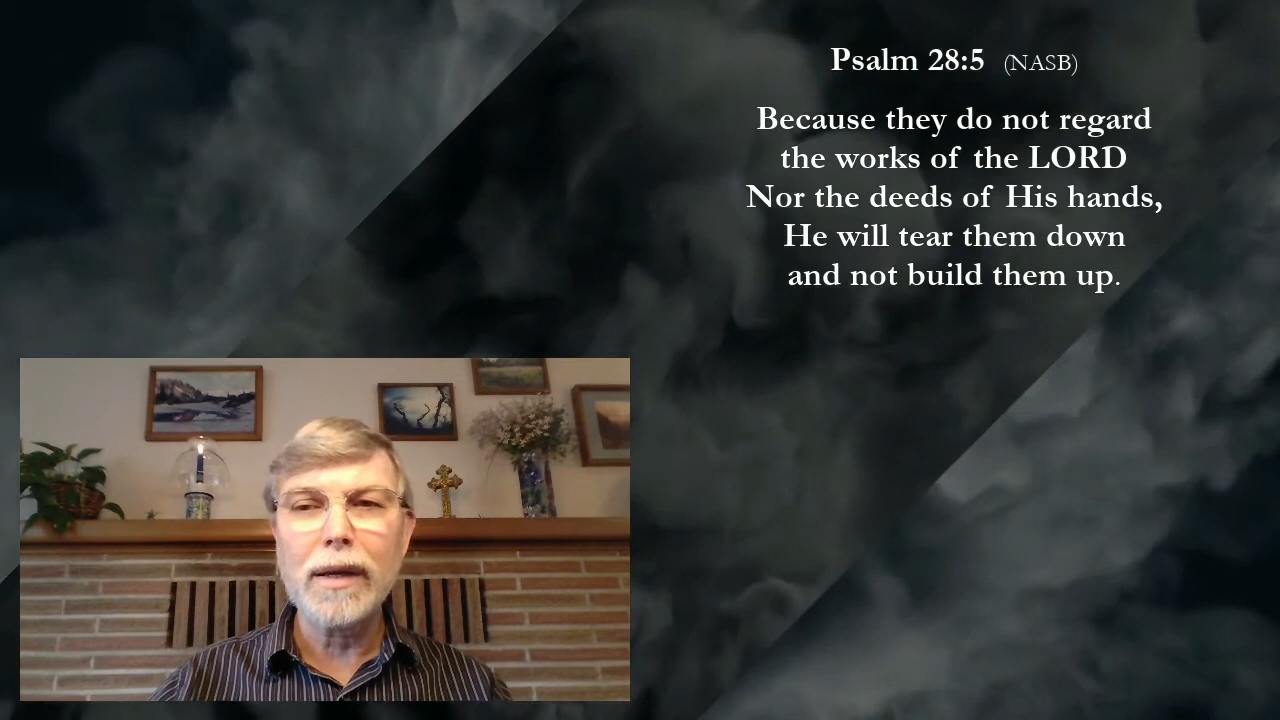 Psalm 28:5 (NASB)
Because they do not regard
the works of the LORD
Nor the deeds of His hands,
He will tear them down
and not build them up.